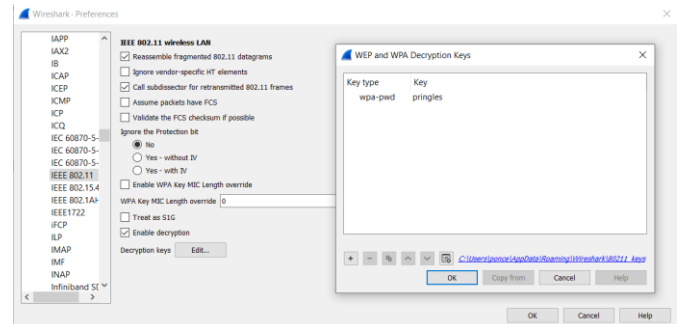 Wireshark · Preferences
IAPP
IAX2
IB
ICAP
ICEP
ICMP
ICP
ICQ
IEC 60870-5-
IEC 60870-5-
IEC 60870-5-
IEEE 802.11
IEEE 802.15.4
IEEE 802.1AH
IEEE1722
iFCP
ILP
IMAP
IMF
INAP
Infiniband SI
IEEE 802.11 wireless LAN
Reassemble fragmented 802.11 datagrams
Ignore vendor-specific HT elements
Call subdissector for retransmitted 802.11 frames
Assume packets have FCS
Validate the FCS checksum if possible
Ignore the Protection bit
No
Yes - without IV
Yes - with IV
Enable WPA Key MIC Length override
WPA Key MIC Length override 0
Treat as S1G
Enable decryption
Decryption keys Edit...
WEP and WPA Decryption Keys
Key type Key
wpa-pwd pringles
C:\Users\ponce\AppData\Roaming\Wireshark\80211_keys
OK Copy from Cancel Help
OK Cancel Help